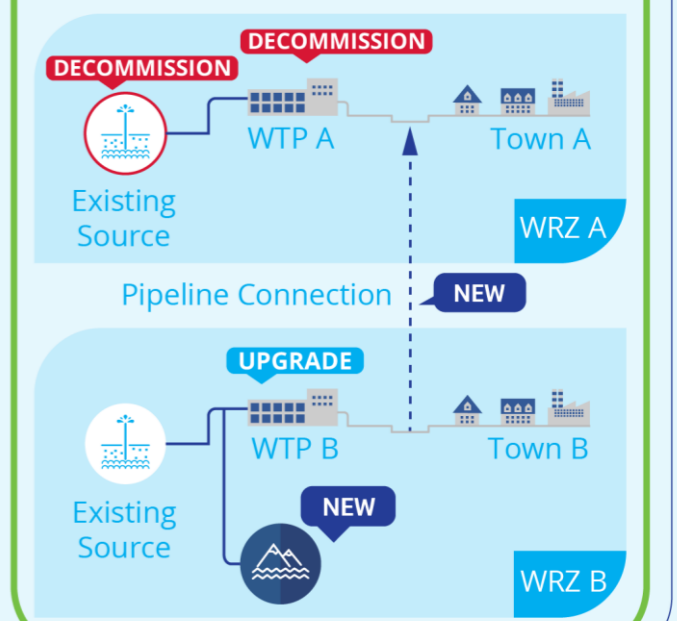 DECOMMISSION
DECOMMISSION
WTP A
Town A
Existing
Source
WRZ A
Pipeline Connection
NEW
UPGRADE
WTP B
Town B
Existing
Source
NEW
WRZ B